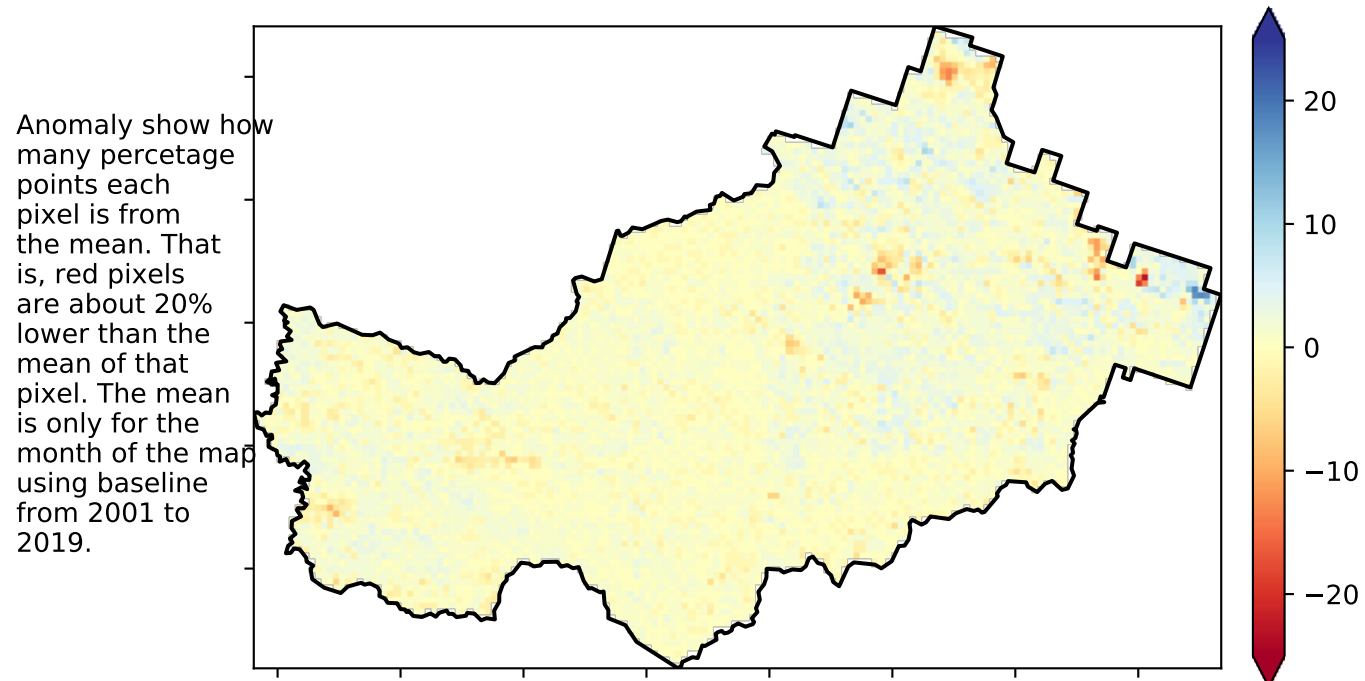 Anomaly show how
many percetage
points each
pixel is from
the mean. That
is, red pixels
are about 20%
lower than the
mean of that
pixel. The mean
is only for the
month of the map
using baseline
from 2001 to
2019.
20
10
0
−10
−20